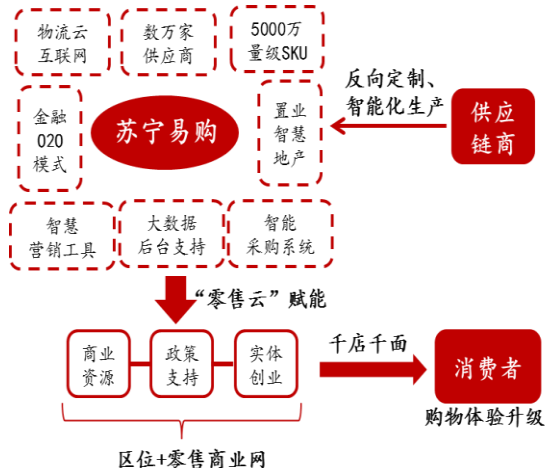 物流云
互联网
数万家
供应商
5000万
量级SKU
金融
O2O
模式
苏宁易购
置业
智慧
地产
反向定制、
智能化生产
供应
链商
智慧
营销工具
大数据
后台支持
智能
采购系统
“零售云”赋能
商业
资源
政策
支持
实体
创业
千店千面
消费者
购物体验升级
区位+零售商业网